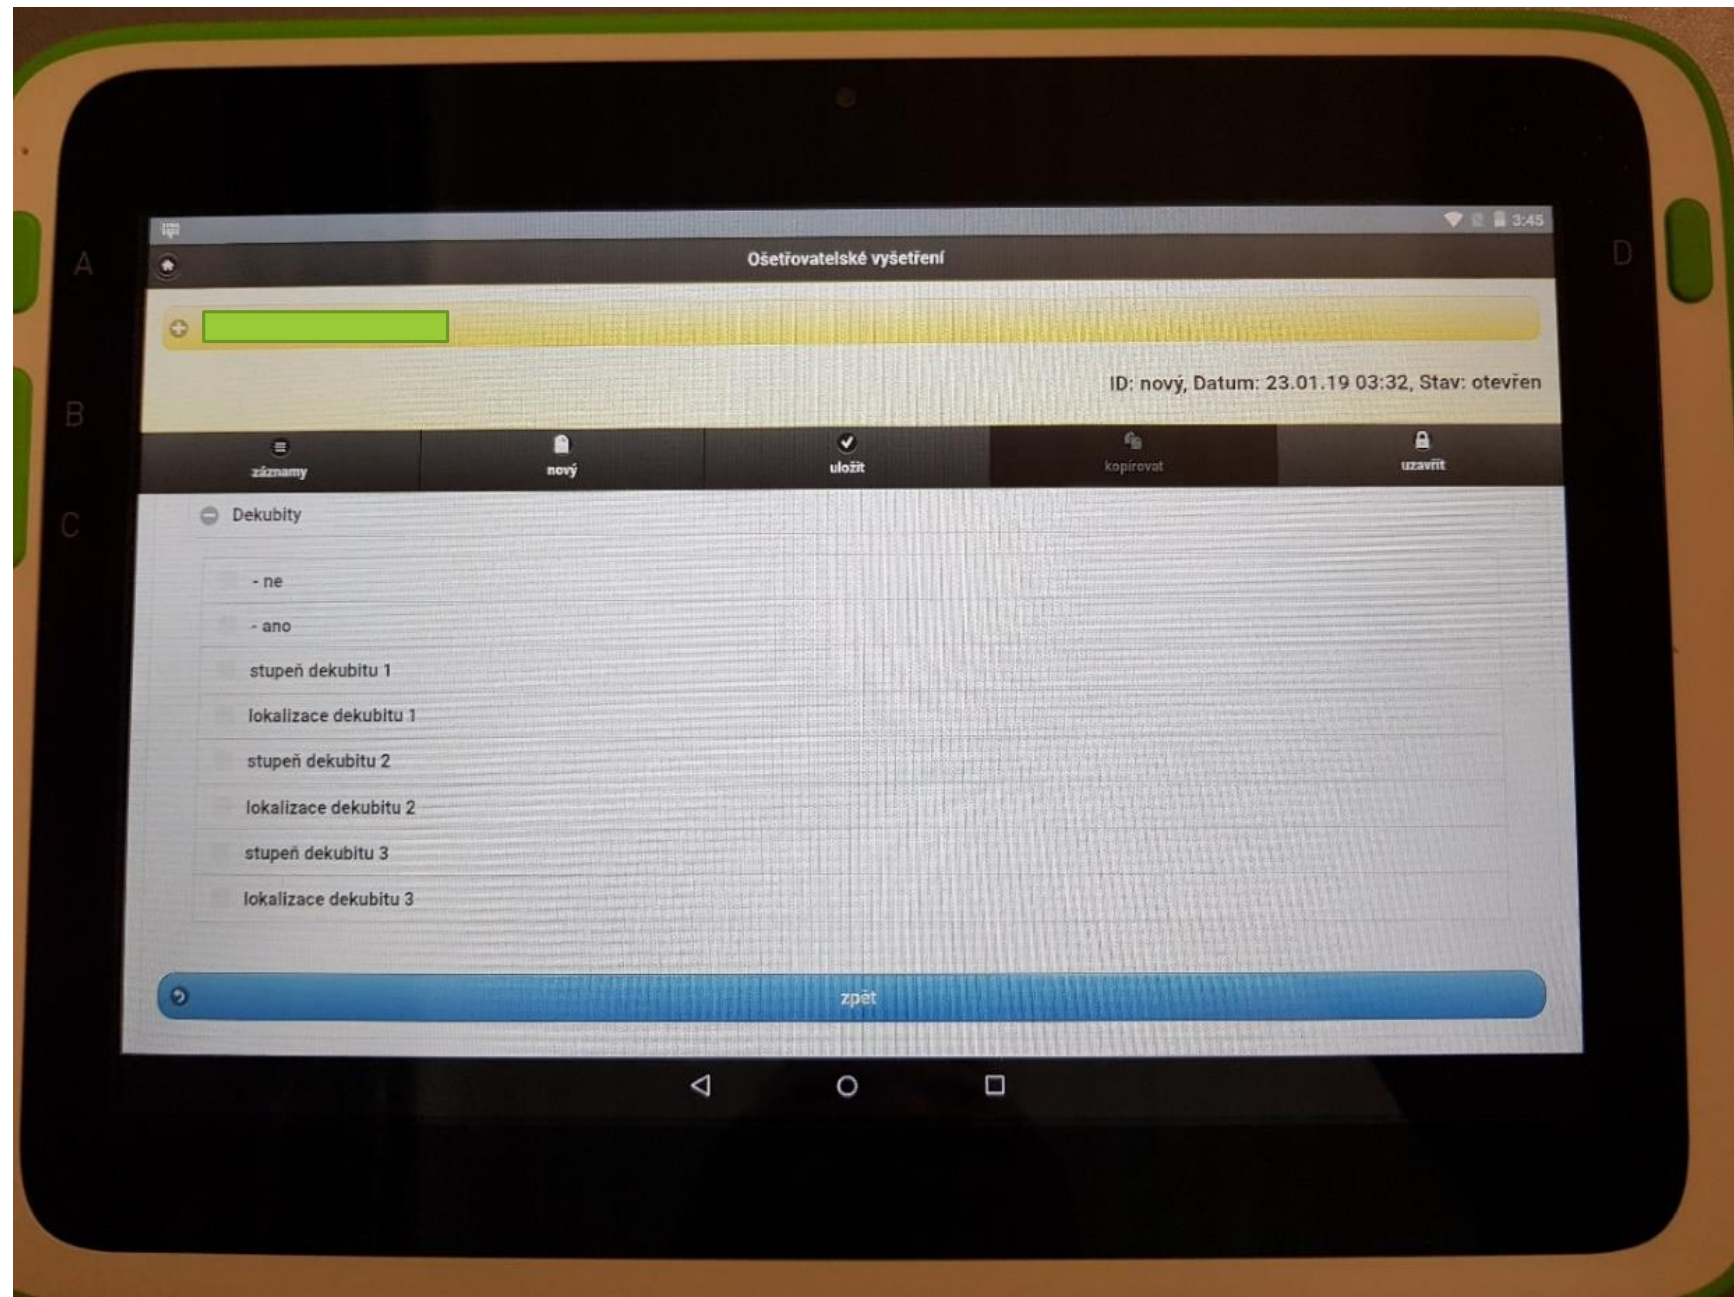 3:45
Ošetřovatelské vyšetření
ID: nový, Datum: 23.01.19 03:32, Stav: otevřen
záznamy nový uložit kopírovat uzavřít
Dekubity
- ne
- ano
stupeň dekubitu 1
lokalizace dekubitu 1
stupeň dekubitu 2
lokalizace dekubitu 2
stupeň dekubitu 3
lokalizace dekubitu 3
zpět
A
B
C
D